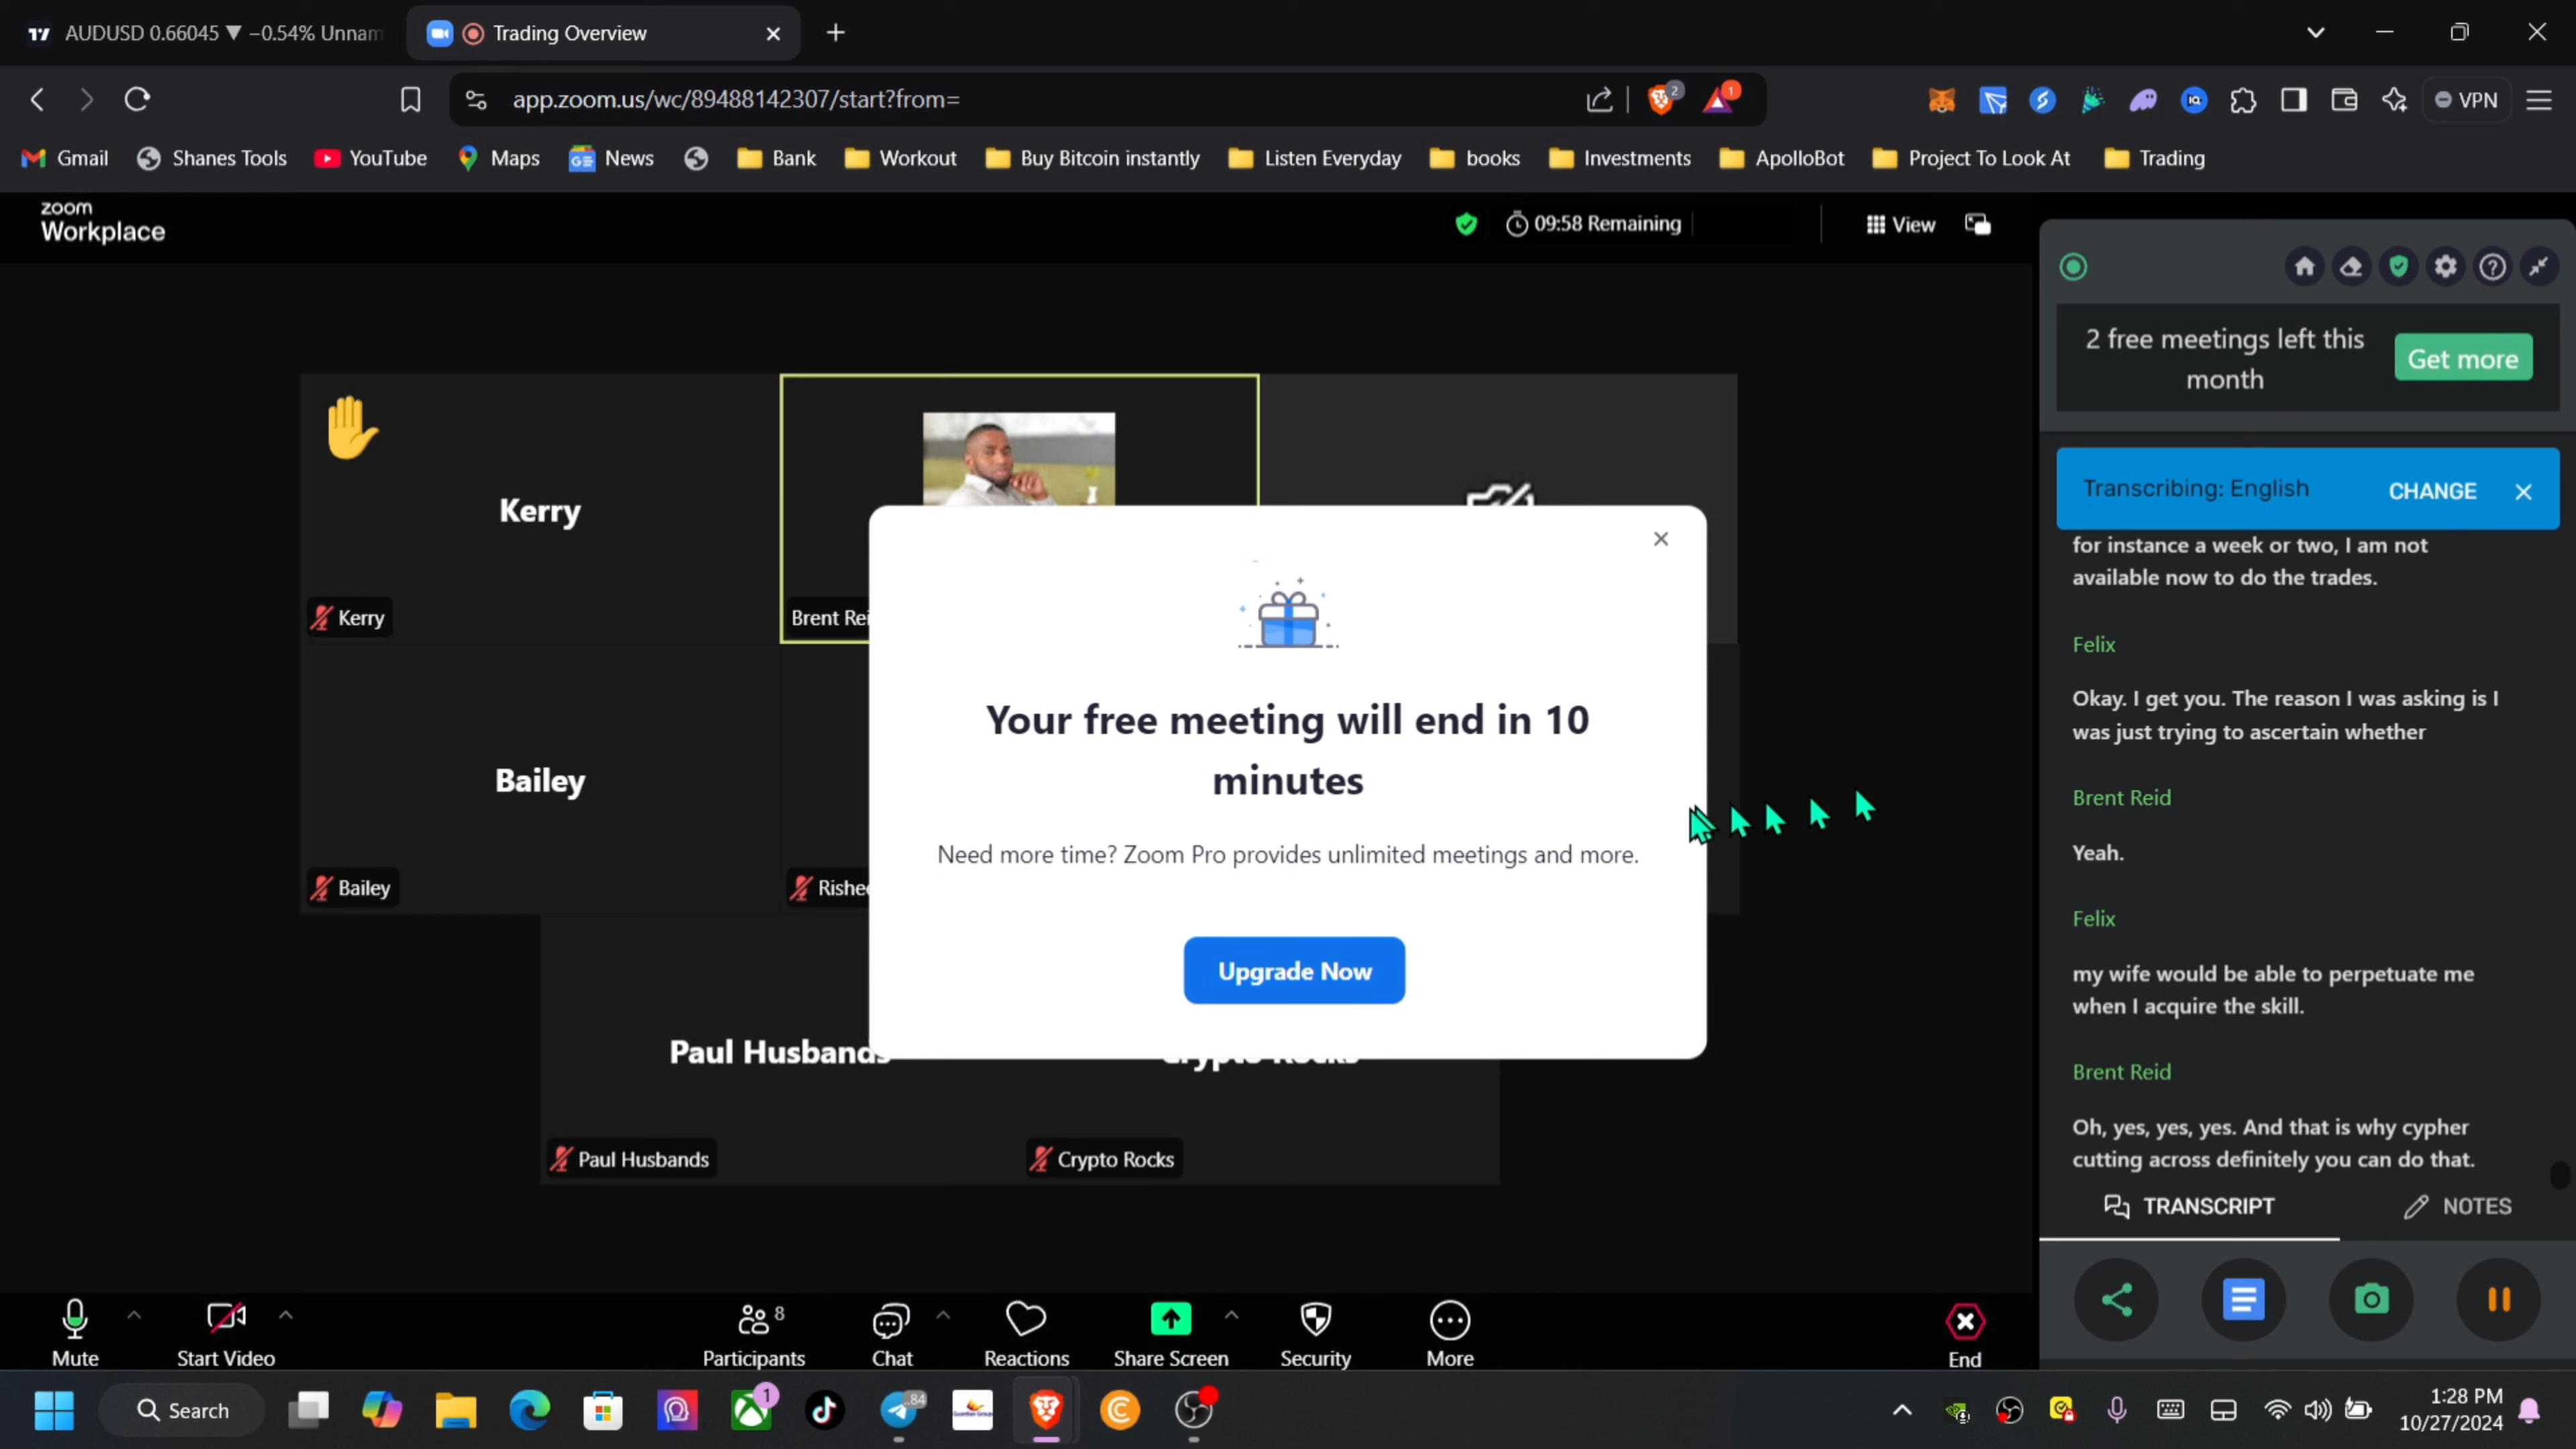 AUDUSD 0.66045 ▼ −0.54% Unnam
Trading Overview
app.zoom.us/wc/89488142307/start?from=
2
1
VPN
Gmail
Shanes Tools
YouTube
Maps
News
Bank
Workout
Buy Bitcoin instantly
Listen Everyday
books
Investments
ApolloBot
Project To Look At
Trading
zoom
Workplace
09:58 Remaining
View
2 free meetings left this
month
Get more
Transcribing: English
CHANGE
for instance a week or two, I am not
available now to do the trades.
Felix
Okay. I get you. The reason I was asking is I
was just trying to ascertain whether
Brent Reid
Yeah.
Felix
my wife would be able to perpetuate me
when I acquire the skill.
Brent Reid
Oh, yes, yes, yes. And that is why cypher
cutting across definitely you can do that.
TRANSCRIPT
NOTES
Kerry
Kerry
Brent Rei
Bailey
Bailey
Rishe
Your free meeting will end in 10
minutes
Need more time? Zoom Pro provides unlimited meetings and more.
Upgrade Now
Paul Husbands
Crypto Rocks
Paul Husbands
Crypto Rocks
Mute
Start Video
8
Participants
Chat
Reactions
Share Screen
Security
More
End
Search
1
84
1:28 PM
10/27/2024